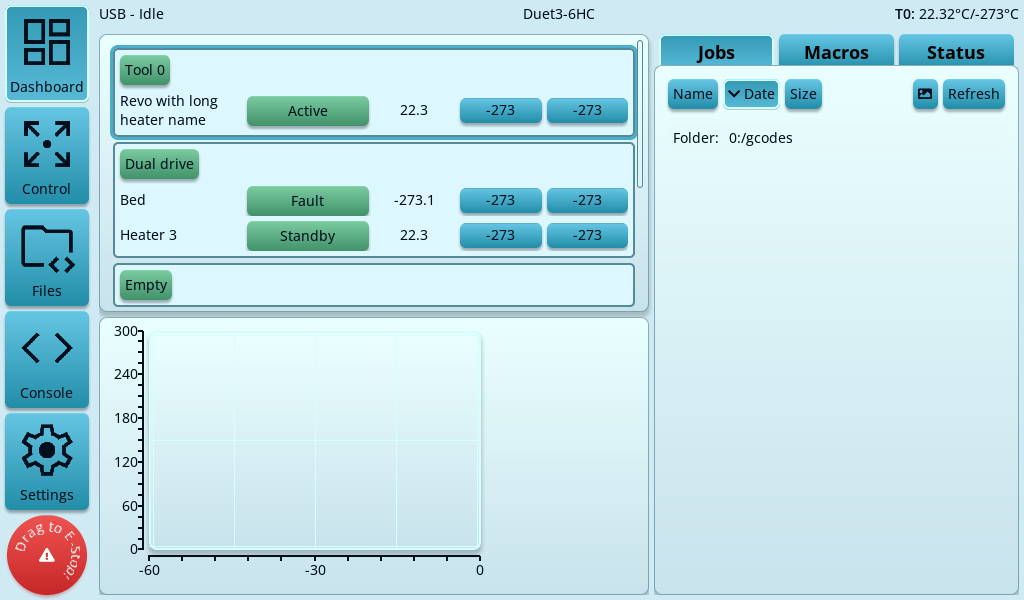 USB - Idle
Duet3-6HC
T0: 22.32°C/-273°C
Dashboard
Control
Files
Console
Settings
Drag to E-Stop!
Tool 0
Revo with long
heater name
Active
22.3
-273
-273
Dual drive
Bed
Fault
-273.1
-273
-273
Heater 3
Standby
22.3
-273
-273
Empty
300
240
180
120
60
0
-60
-30
0
Jobs
Macros
Status
Name
Date
Size
Refresh
Folder: 0:/gcodes